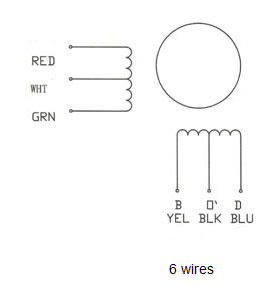 RED
WHT
GRN
B O' D
YEL BLK BLU
6 wires